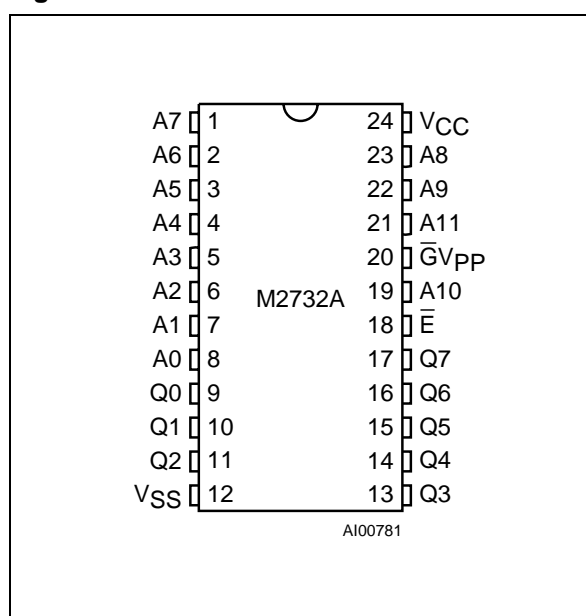 A7 1 24 VCC
A6 2 23 A8
A5 3 22 A9
A4 4 21 A11
A3 5 20 G̅VPP
A2 6 M2732A 19 A10
A1 7 18 E̅
A0 8 17 Q7
Q0 9 16 Q6
Q1 10 15 Q5
Q2 11 14 Q4
VSS 12 13 Q3
AI00781